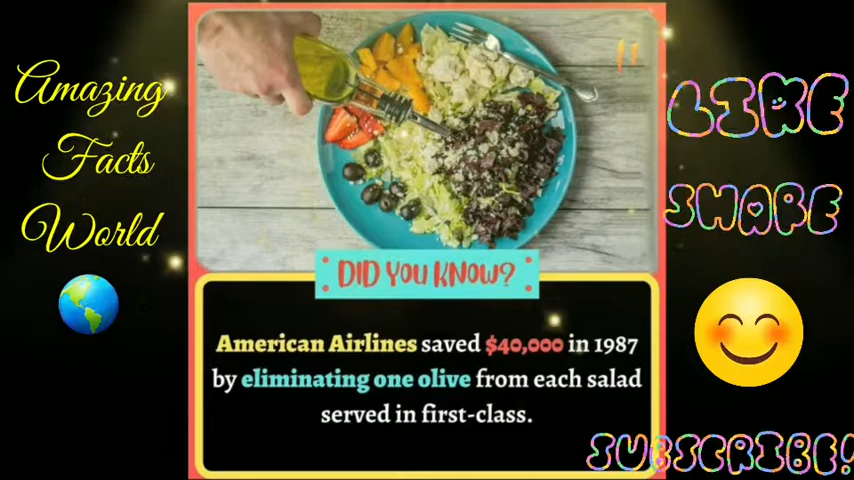 Amazing
Facts
World
DID YOU KNOW?
American Airlines saved $40,000 in 1987
by eliminating one olive from each salad
served in first-class.
LIKE
SHARE
SUBSCRIBE!